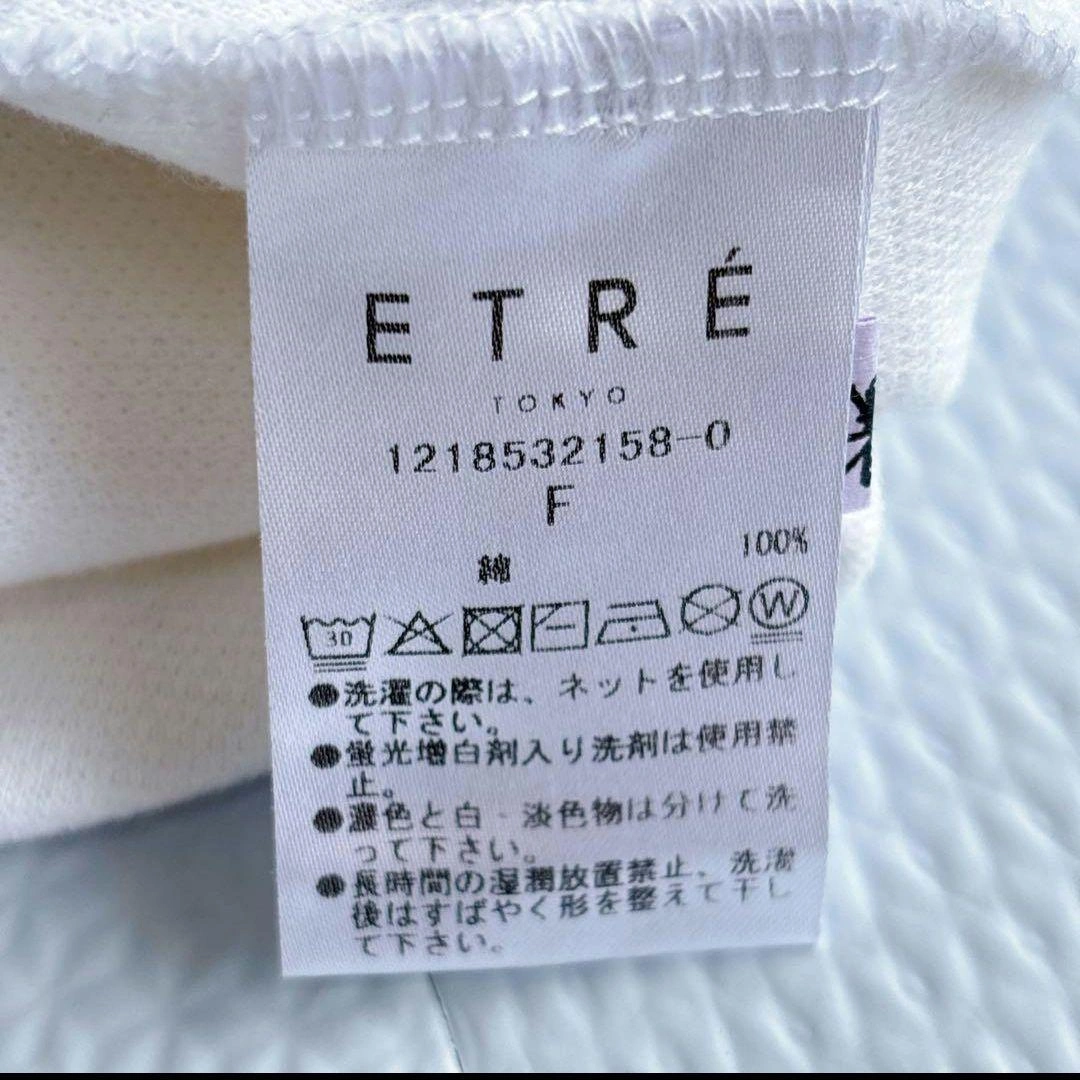 ETRÉ
TOKYO
1218532158-0
F
綿 100%
30 W
●洗濯の際は、ネットを使用し
て下さい。
●蛍光増白剤入り洗剤は使用禁
止。
●濃色と白・淡色物は分けて洗
って下さい。
●長時間の湿潤放置禁止、洗濯
後はすばやく形を整えて干し
て下さい。